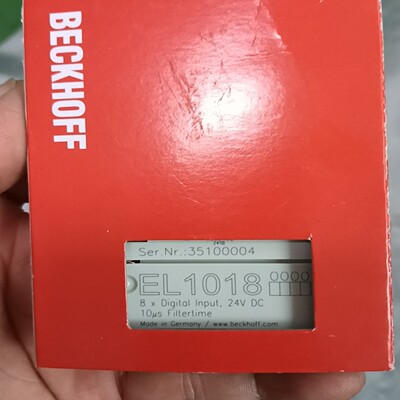 BECKHOFF
Ser.Nr.:35100004
EL1018
8 x Digital Input, 24V DC
10µs Filtertime
Made in Germany / www.beckhoff.com